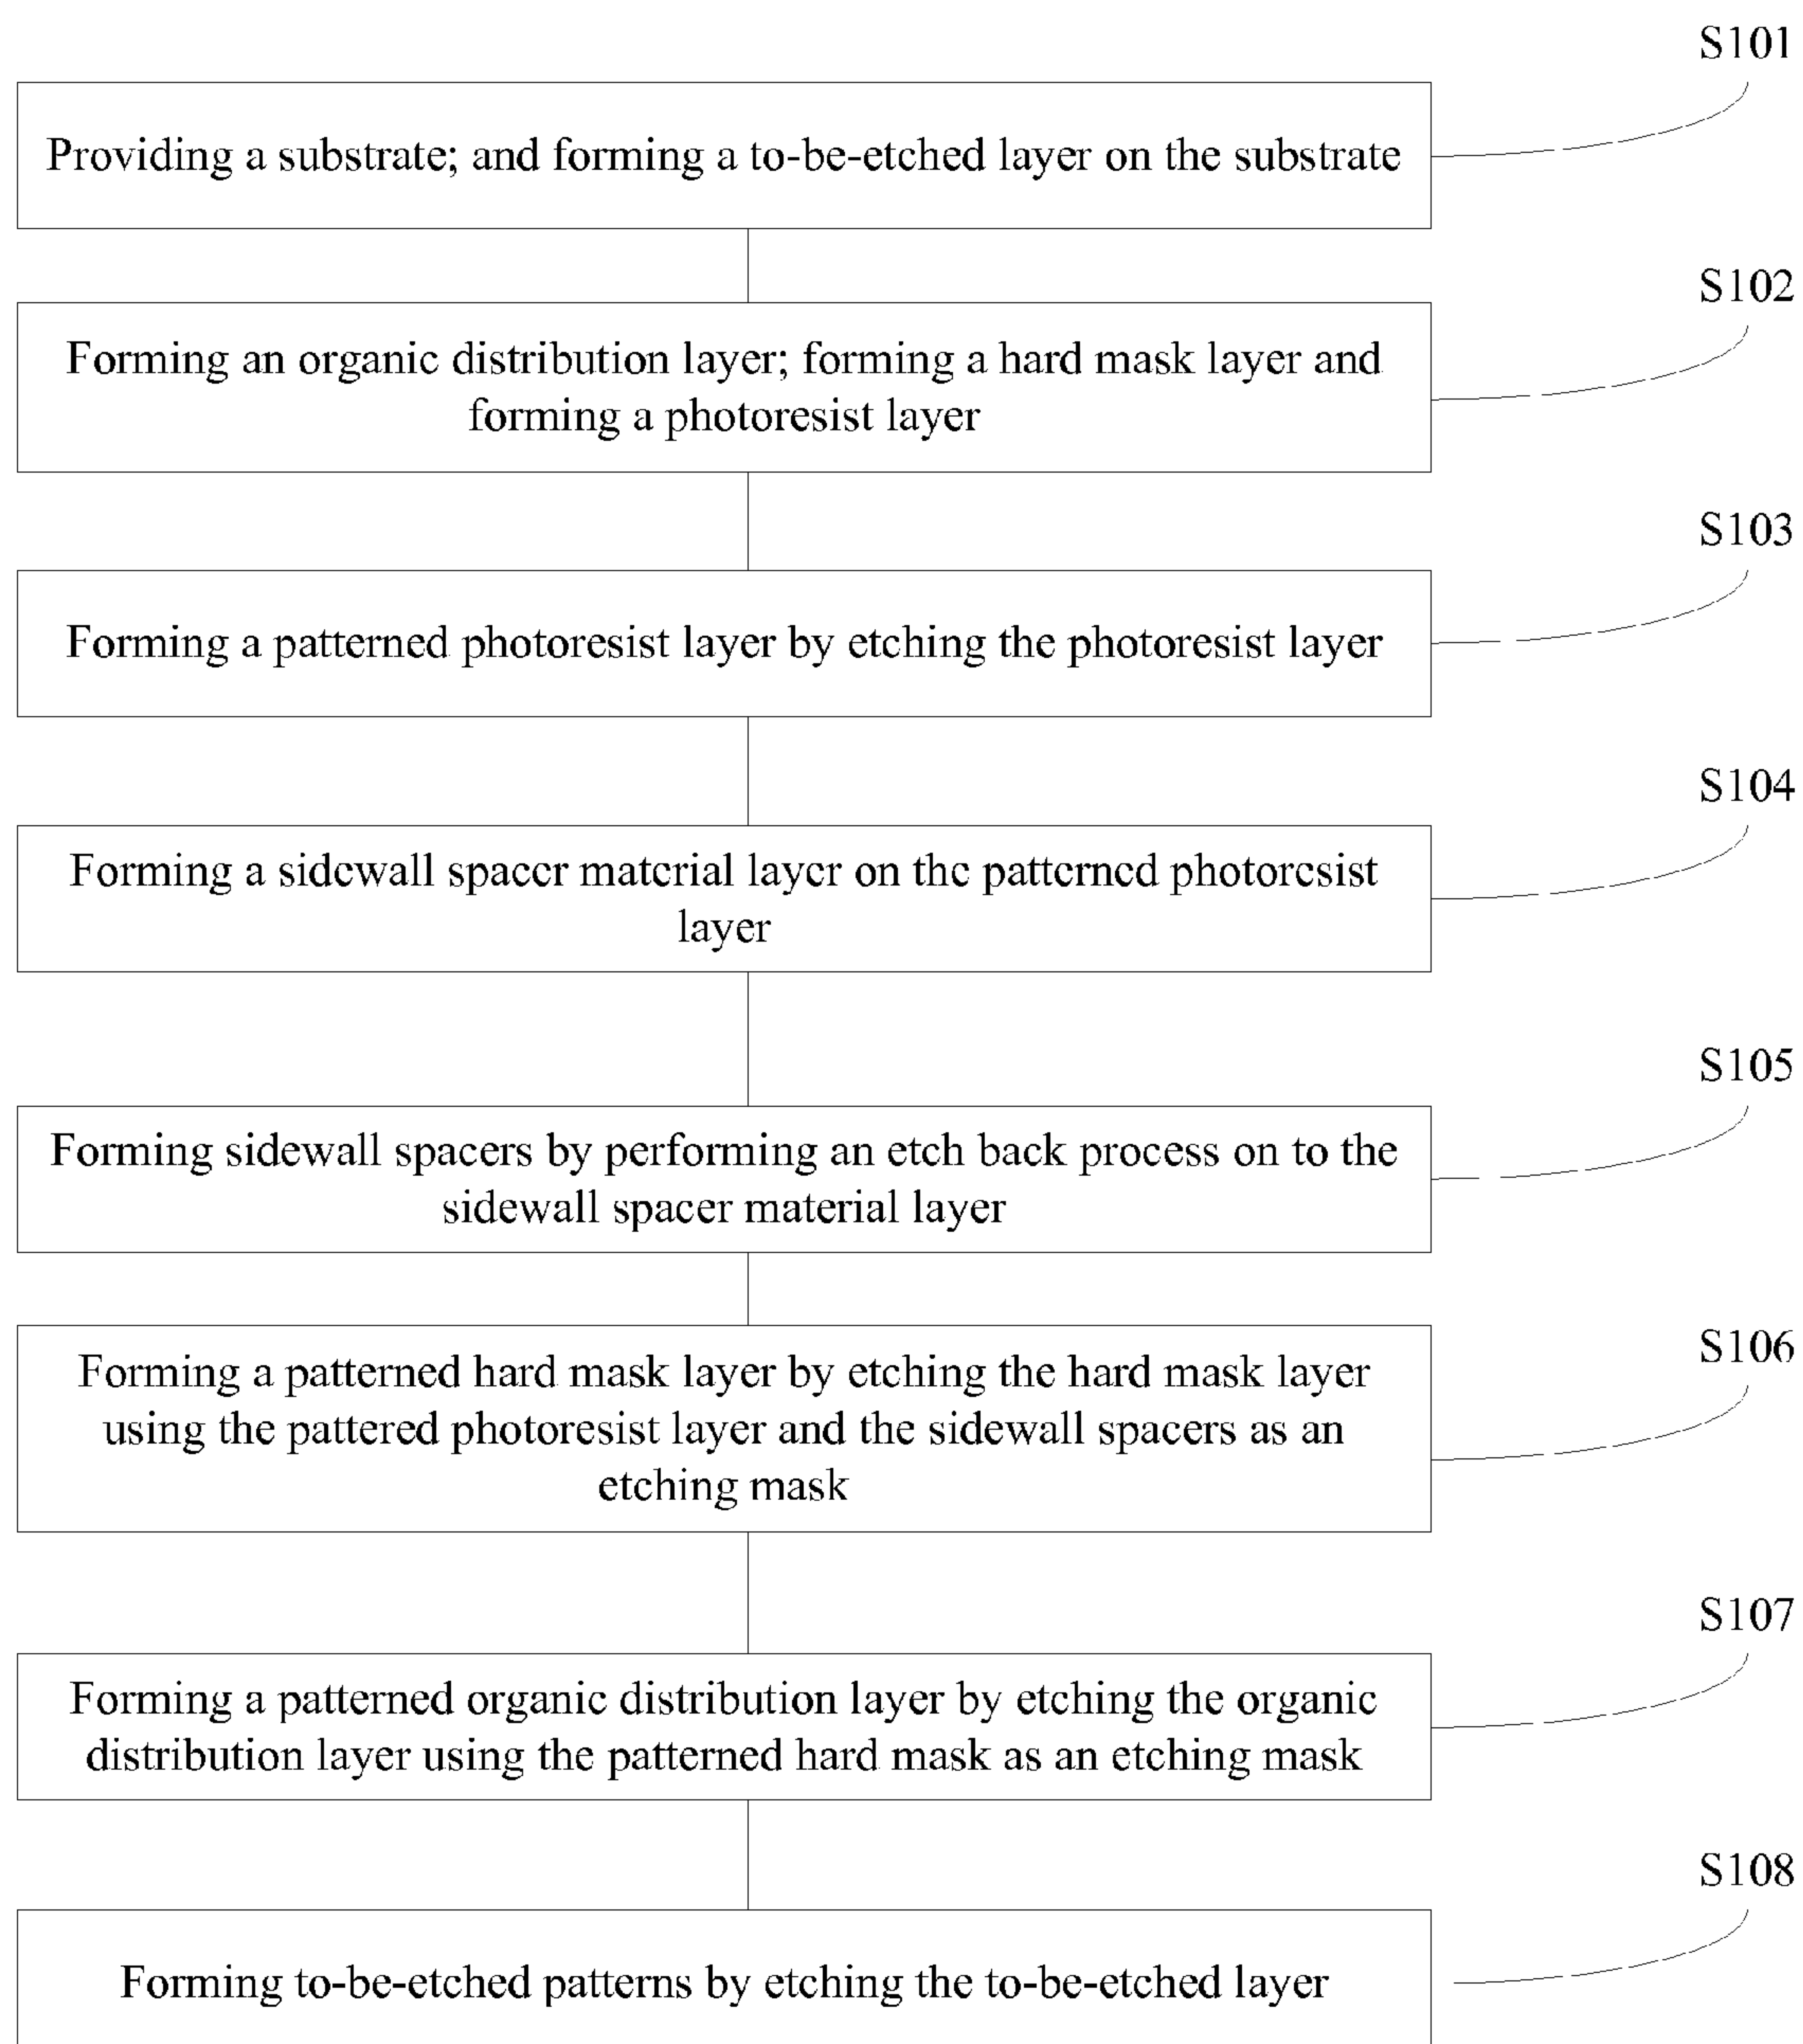 S101
Providing a substrate; and forming a to-be-etched layer on the substrate
S102
Forming an organic distribution layer; forming a hard mask layer and
forming a photoresist layer
S103
Forming a patterned photoresist layer by etching the photoresist layer
S104
Forming a sidewall spacer material layer on the patterned photoresist
layer
S105
Forming sidewall spacers by performing an etch back process on to the
sidewall spacer material layer
S106
Forming a patterned hard mask layer by etching the hard mask layer
using the pattered photoresist layer and the sidewall spacers as an
etching mask
S107
Forming a patterned organic distribution layer by etching the organic
distribution layer using the patterned hard mask as an etching mask
S108
Forming to-be-etched patterns by etching the to-be-etched layer